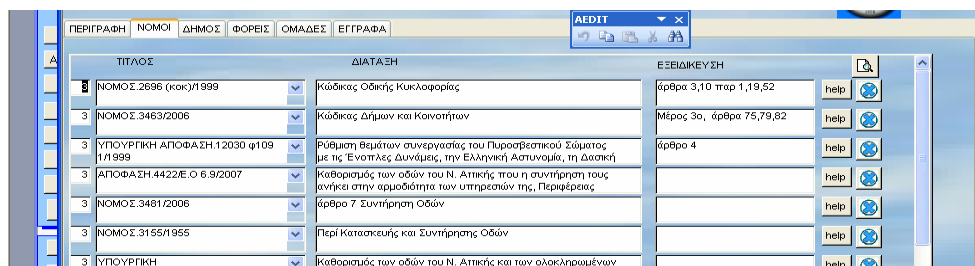 AEDIT
ΠΕΡΙΓΡΑΦΗ ΝΟΜΟΙ ΔΗΜΟΣ ΦΟΡΕΙΣ ΟΜΑΔΕΣ ΕΓΓΡΑΦΑ
ΤΙΤΛΟΣ ΔΙΑΤΑΞΗ ΕΞΕΙΔΙΚΕΥΣΗ
3 ΝΟΜΟΣ.2696 (κοκ)/1999 Κώδικας Οδικής Κυκλοφορίας άρθρα 3,10 παρ 1,19,52 help
3 ΝΟΜΟΣ.3463/2006 Κώδικας Δήμων και Κοινοτήτων Μέρος 3ο, άρθρα 75,79,82 help
3 ΥΠΟΥΡΓΙΚΗ ΑΠΟΦΑΣΗ.12030 φ109 Ρύθμιση θεμάτων συνεργασίας του Πυροσβεστικού Σώματος άρθρο 4 help
1/1999 με τις Ένοπλες Δυνάμεις, την Ελληνική Αστυνομία, τη Δασική
3 ΑΠΟΦΑΣΗ.4422/Ε.Ο 6.9/2007 Καθορισμός των οδών του Ν. Αττικής που η συντήρηση τους help
ανήκει στην αρμοδιότητα των υπηρεσιών της, Περιφέρειας
3 ΝΟΜΟΣ.3481/2006 άρθρο 7 Συντήρηση Οδών help
3 ΝΟΜΟΣ.3155/1955 Περί Κατασκευής και Συντήρησης Οδών help
3 ΥΠΟΥΡΓΙΚΗ Καθορισμός των οδών του Ν. Αττικής και των ολοκληρωμένων help